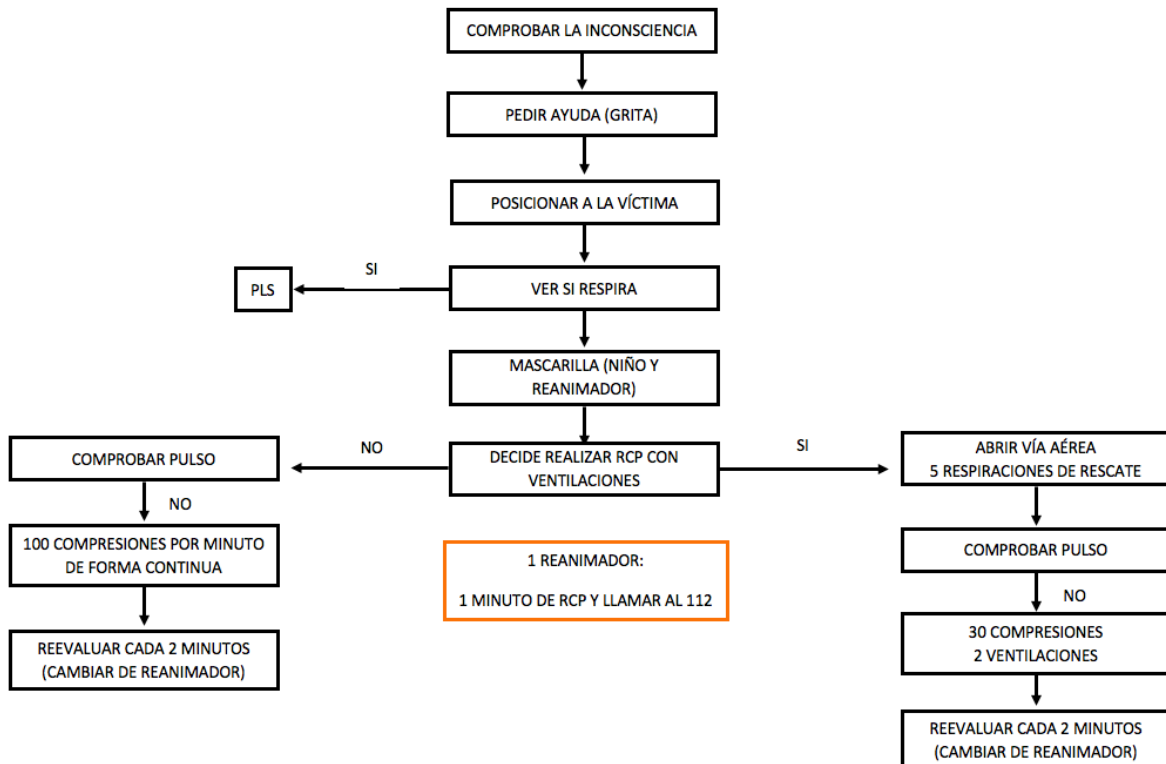 COMPROBAR LA INCONSCIENCIA
PEDIR AYUDA (GRITA)
POSICIONAR A LA VÍCTIMA
SI
PLS
VER SI RESPIRA
MASCARILLA (NIÑO Y
REANIMADOR)
COMPROBAR PULSO
NO
DECIDE REALIZAR RCP CON
VENTILACIONES
SI
ABRIR VÍA AÉREA
5 RESPIRACIONES DE RESCATE
NO
100 COMPRESIONES POR MINUTO
DE FORMA CONTINUA
1 REANIMADOR:
1 MINUTO DE RCP Y LLAMAR AL 112
COMPROBAR PULSO
NO
REEVALUAR CADA 2 MINUTOS
(CAMBIAR DE REANIMADOR)
30 COMPRESIONES
2 VENTILACIONES
REEVALUAR CADA 2 MINUTOS
(CAMBIAR DE REANIMADOR)